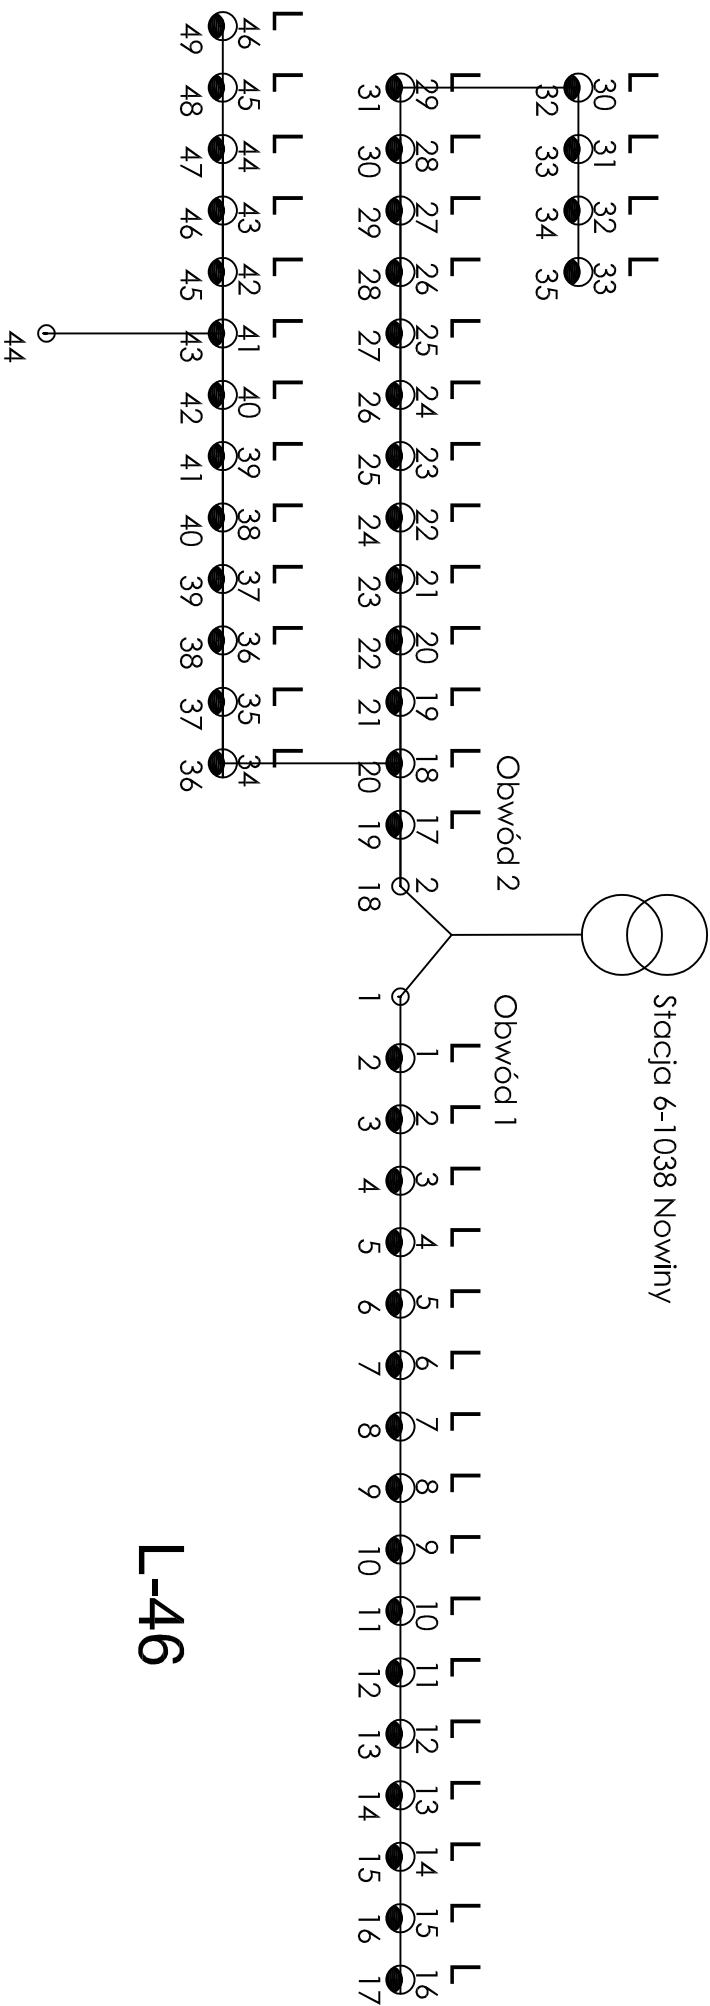 Stacja 6-1038 Nowiny
L L L L
30 31 32 33
32 33 34 35
Obwód 2 Obwód 1
L L L L L L L L L L L L L L L L L L L L L L L L L L L L L
29 28 27 26 25 24 23 22 21 20 19 18 17 2 1 2 3 4 5 6 7 8 9 10 11 12 13 14 15 16
31 30 29 28 27 26 25 24 23 22 21 20 19 18 1 2 3 4 5 6 7 8 9 10 11 12 13 14 15 16 17
L L L L L L L L L L L L L
46 45 44 43 42 41 40 39 38 37 36 35 34
49 48 47 46 45 43 42 41 40 39 38 37 36
L-46
44